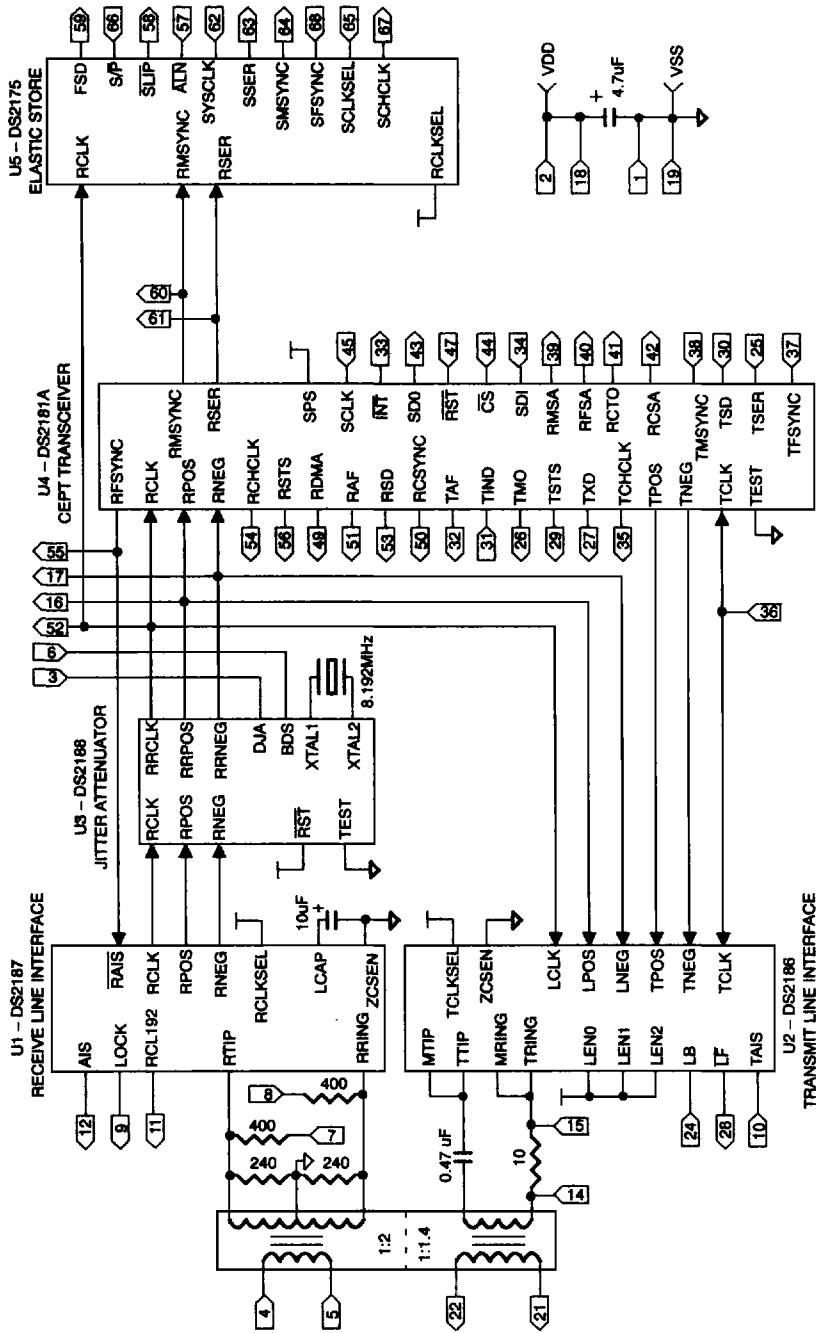 U5 – DS2175
ELASTIC STORE
RCLK
RMSYNC
RSER
RCLKSEL
FSD
S/P̅
S̅L̅I̅P̅
A̅L̅N̅
SYSCLK
SSER
SMSYNC
SFSYNC
SCLKSEL
SCHCLK
59
66
58
57
62
63
64
68
65
67
VDD
2
18
+
4.7uF
1
19
VSS
60
61
U4 – DS2181A
CEPT TRANSCEIVER
RFSYNC
RCLK
RPOS
RNEG
RCHCLK
RSTS
RDMA
RAF
RSD
RCSYNC
TAF
TIND
TMO
TSTS
TXD
TCHCLK
TPOS
TNEG
TCLK
TEST
54
56
49
51
53
50
32
31
26
29
27
35
RMSYNC
RSER
SPS
SCLK
I̅N̅T̅
SD0
R̅S̅T̅
C̅S̅
SDI
RMSA
RFSA
RCTO
RCSA
TMSYNC
TSD
TSER
TFSYNC
45
33
43
47
44
34
39
40
41
42
38
30
25
37
55
17
16
52
6
3
36
U3 – DS2188
JITTER ATTENUATOR
RCLK
RPOS
RNEG
R̅S̅T̅
TEST
RRCLK
RRPOS
RRNEG
DJA
BDS
XTAL1
XTAL2
8.192MHz
U1 – DS2187
RECEIVE LINE INTERFACE
AIS
LOCK
RCL192
RTIP
RRING
R̅A̅I̅S̅
RCLK
RPOS
RNEG
RCLKSEL
LCAP
ZCSEN
10uF
+
12
9
11
8
400
400
7
240
240
1:2
1:1.4
4
5
22
21
0.47 uF
10
15
14
MTIP
TTIP
MRING
TRING
LEN0
LEN1
LEN2
LB
L̅F̅
TAIS
24
28
10
TCLKSEL
ZCSEN
LCLK
LPOS
LNEG
TPOS
TNEG
TCLK
U2 – DS2186
TRANSMIT LINE INTERFACE